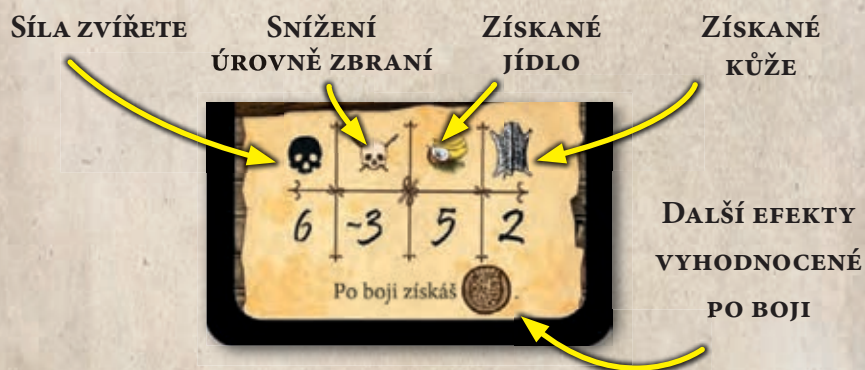 Síla zvířete
Snížení
úrovně zbraní
Získané
jídlo
Získané
kůže
6 -3 5 2
Po boji získáš .
Další efekty
vyhodnocené
po boji